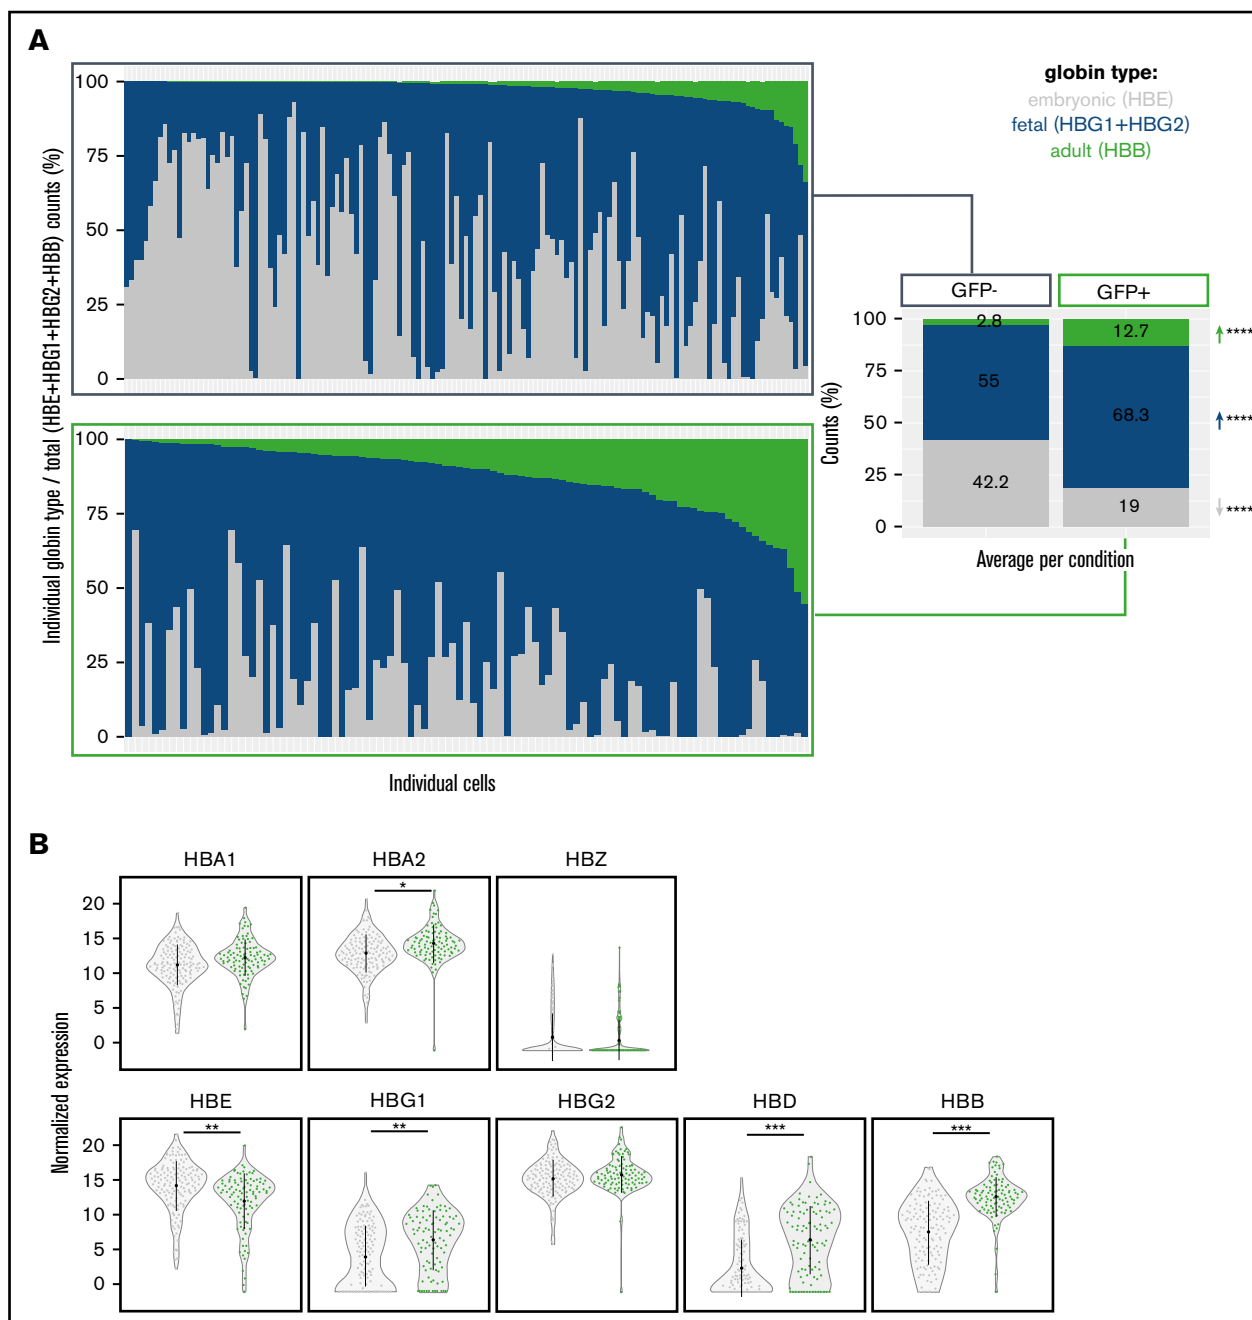 A
globin type:
embryonic (HBE)
fetal (HBG1+HBG2)
adult (HBB)
Individual globin type / total (HBE+HBG1+HBG2+HBB) counts (%)
100
75
50
25
0
100
75
50
25
0
Individual cells
GFP-
GFP+
Counts (%)
100
75
50
25
0
2.8
55
42.2
12.7
68.3
19
****
****
****
Average per condition
B
Normalized expression
HBA1
HBA2
HBZ
20
15
10
5
0
*
HBE
HBG1
HBG2
HBD
HBB
20
15
10
5
0
**
**
***
***